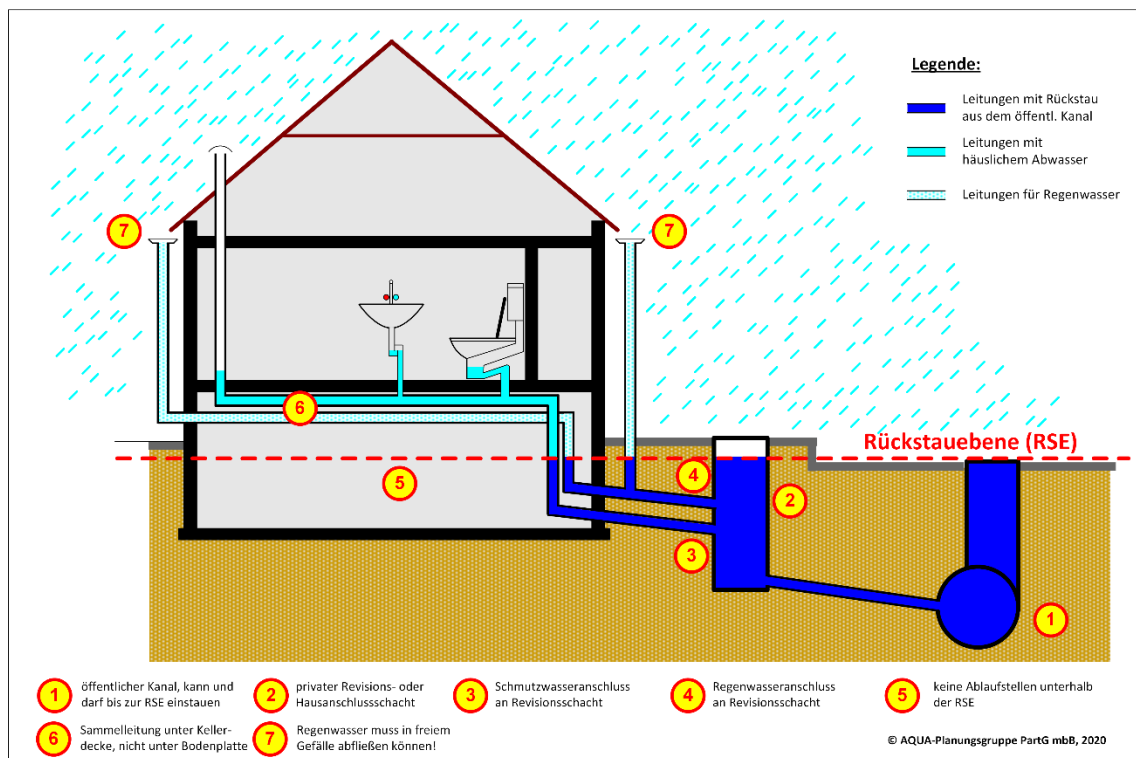 Legende:
Leitungen mit Rückstau
aus dem öffentl. Kanal
Leitungen mit
häuslichem Abwasser
Leitungen für Regenwasser
7
7
6
Rückstauebene (RSE)
5
4
2
3
1
1
öffentlicher Kanal, kann und
darf bis zur RSE einstauen
2
privater Revisions- oder
Hausanschlussschacht
3
Schmutzwasseranschluss
an Revisionsschacht
4
Regenwasseranschluss
an Revisionsschacht
5
keine Ablaufstellen unterhalb
der RSE
6
Sammelleitung unter Keller-
decke, nicht unter Bodenplatte
7
Regenwasser muss in freiem
Gefälle abfließen können!
© AQUA-Planungsgruppe PartG mbB, 2020